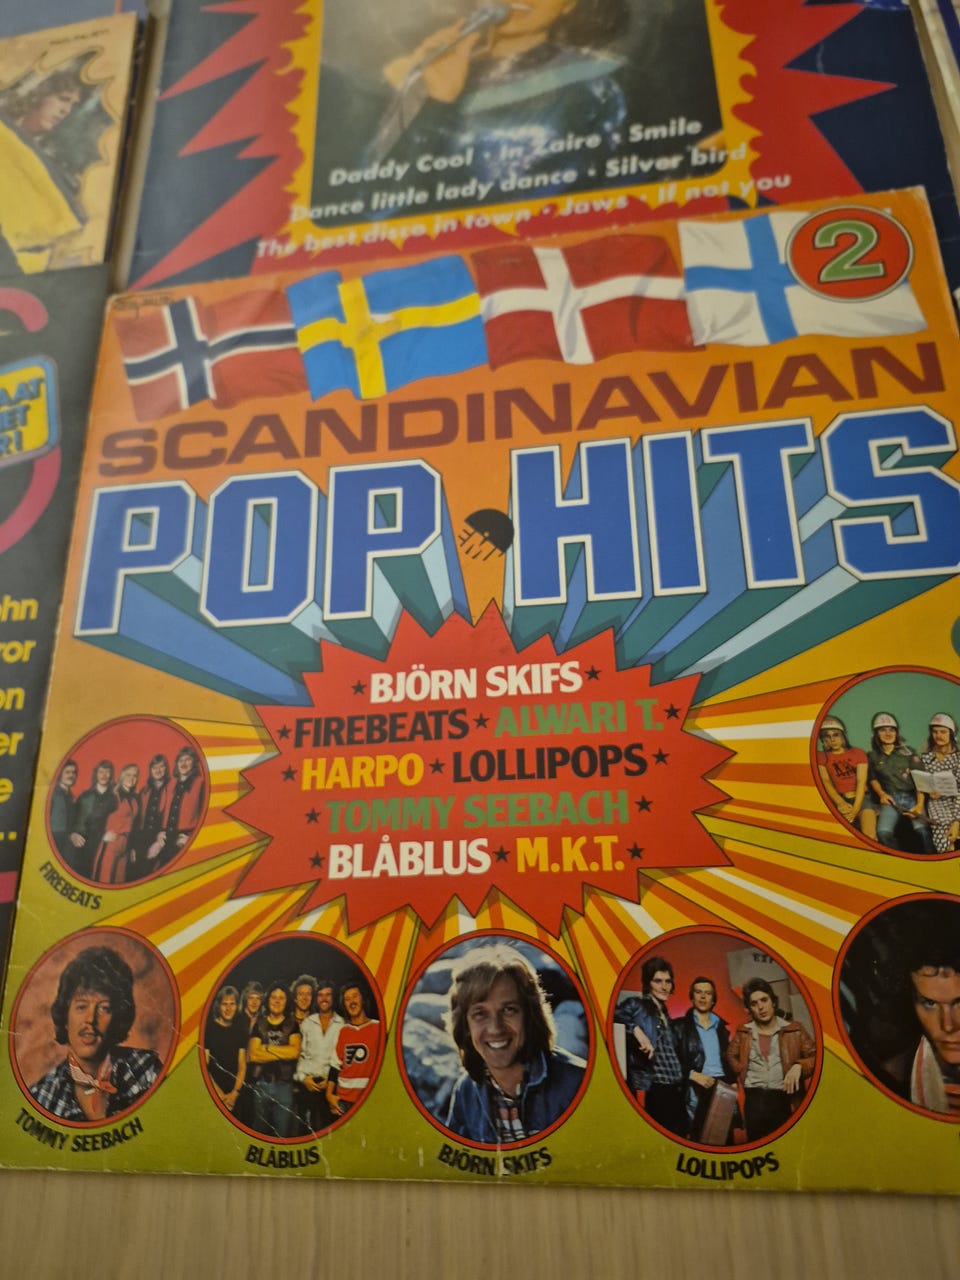 Daddy Cool · In Zaire · Smile
Dance little lady dance · Silver bird
The best disco in town · Jaws · If not you
2
SCANDINAVIAN
POP HITS
★ BJÖRN SKIFS ★
★ FIREBEATS ★ ALWARI T. ★
★ HARPO ★ LOLLIPOPS ★
★ TOMMY SEEBACH ★
★ BLÅBLUS ★ M.K.T. ★
FIREBEATS
TOMMY SEEBACH
BLÅBLUS
BJÖRN SKIFS
LOLLIPOPS